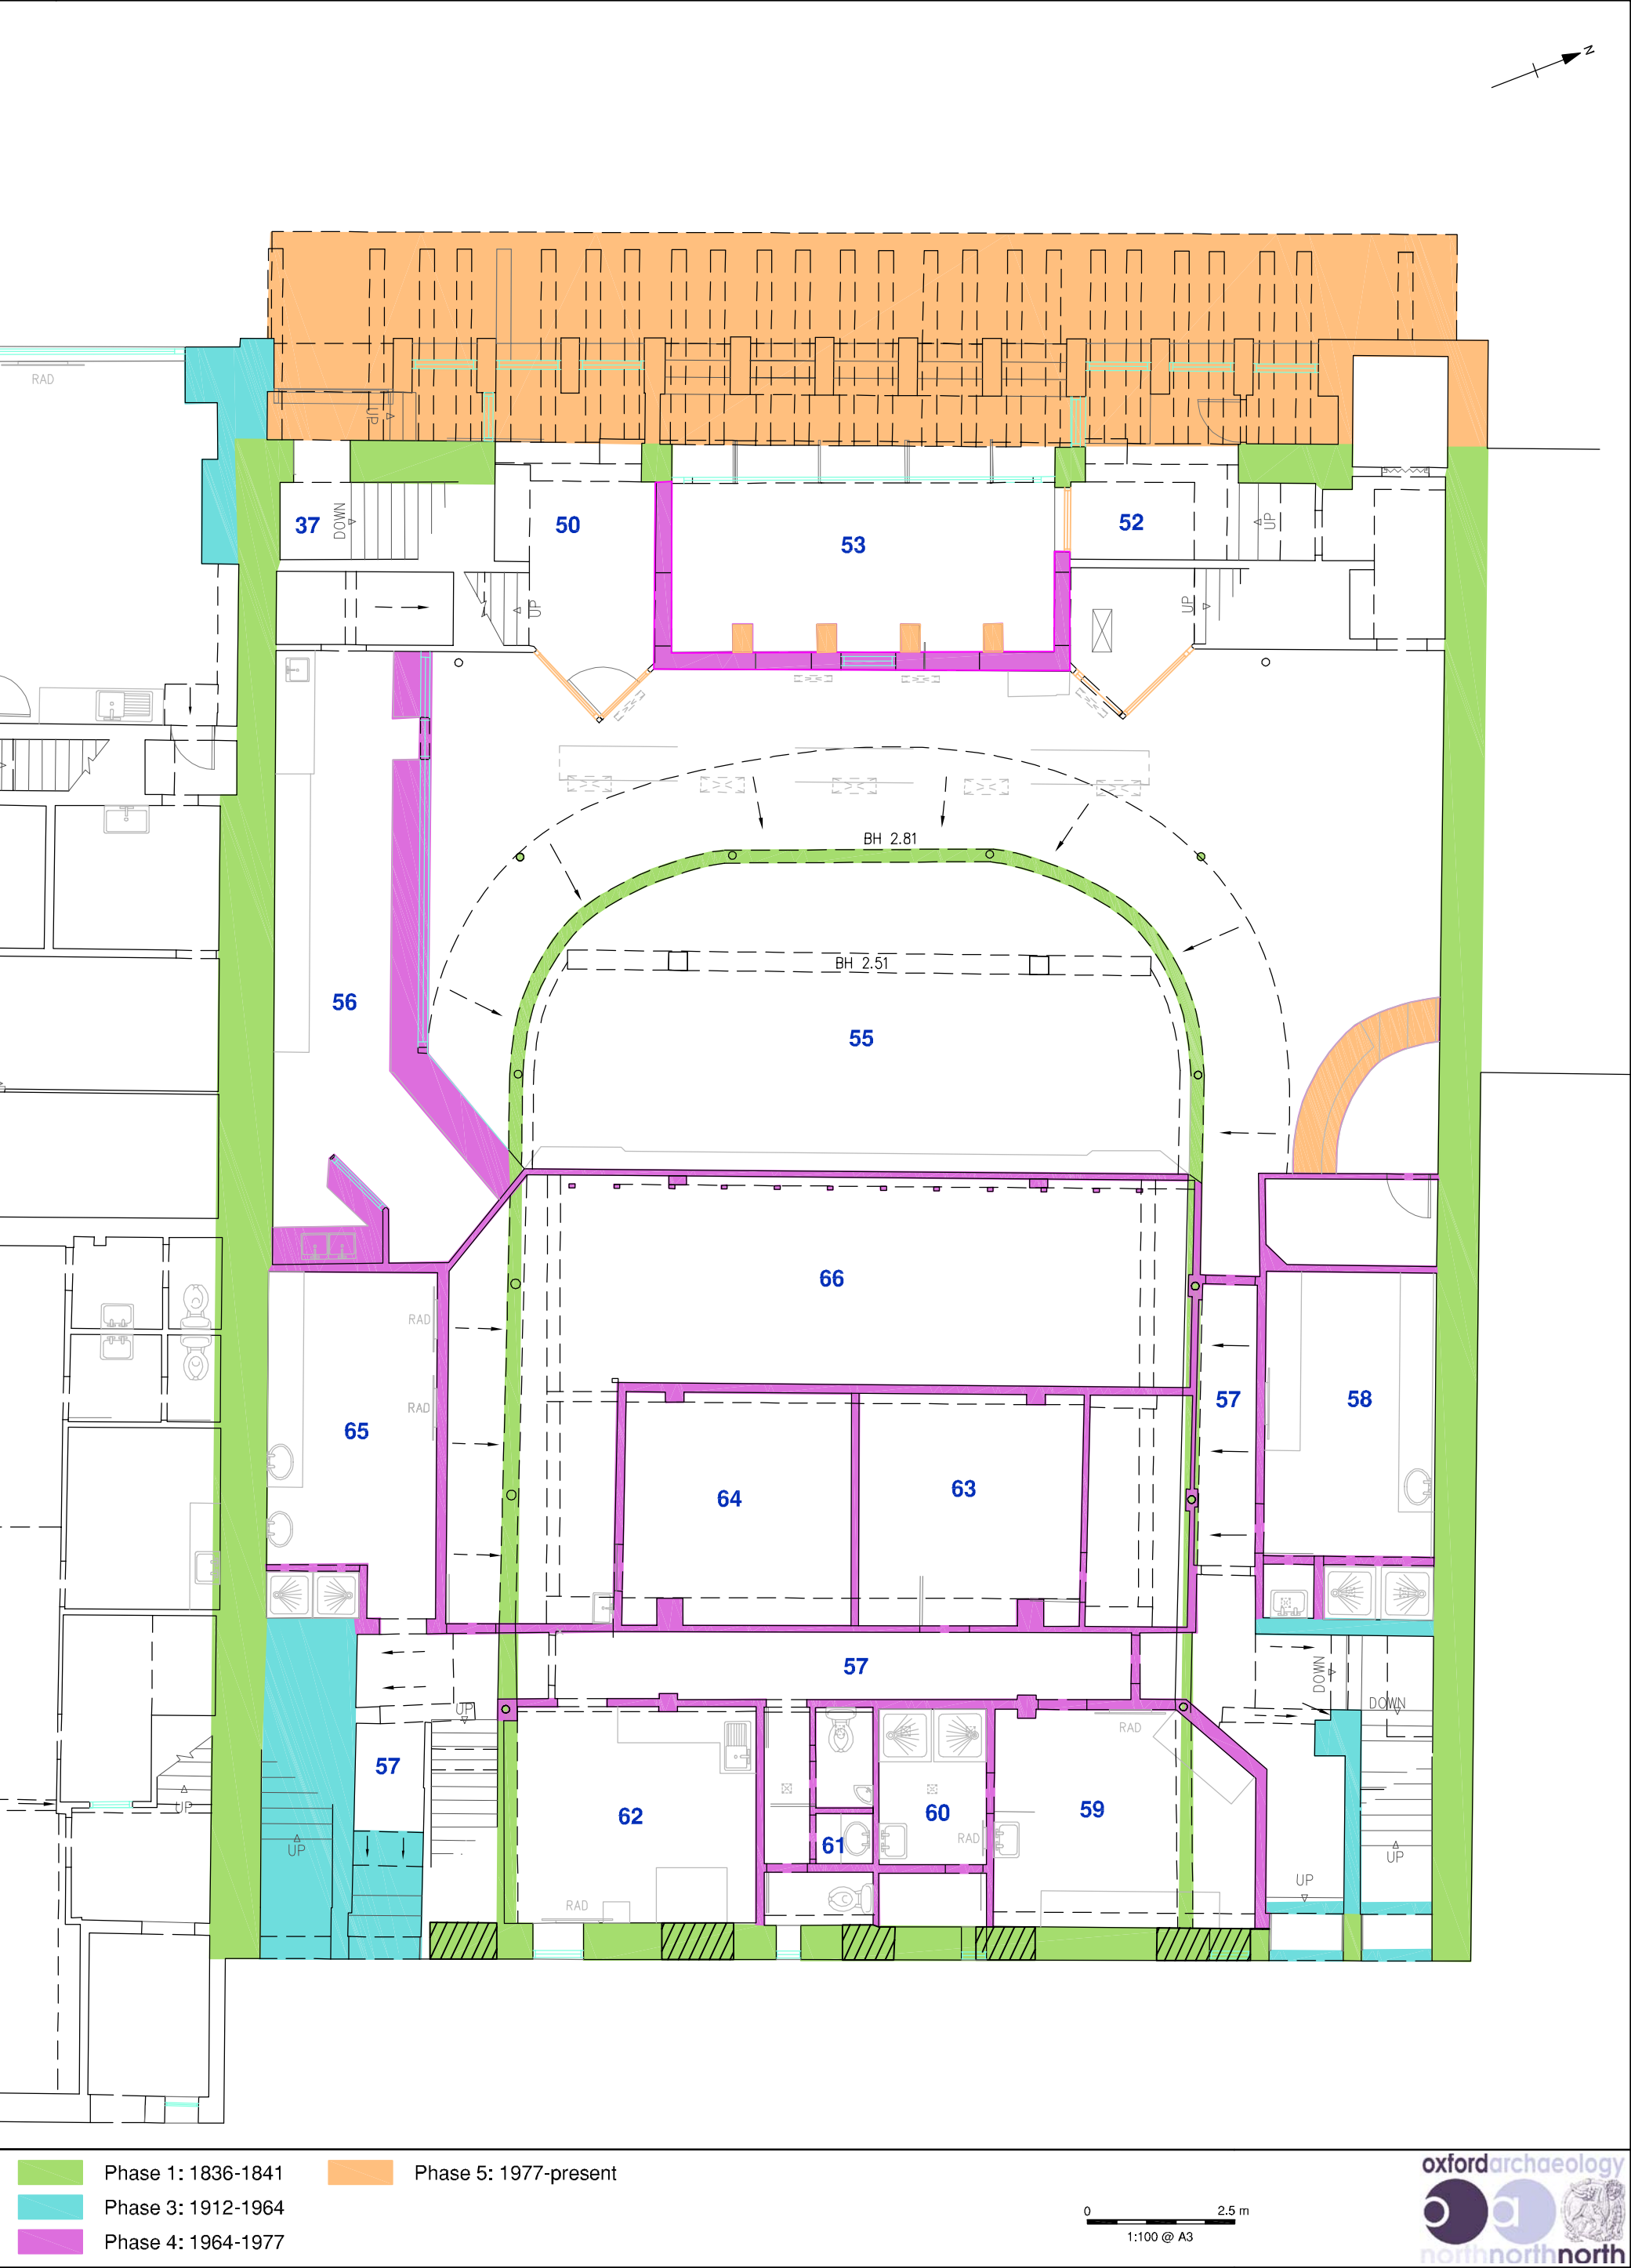 N
RAD
UP
37
DOWN
50
53
52
UP
UP
UP
BH 2.81
BH 2.51
56
55
66
RAD
RAD
65
57
58
64
63
57
DOWN
DOWN
UP
57
RAD
62
61
60
59
RAD
RAD
UP
UP
UP
UP
Phase 1: 1836-1841
Phase 5: 1977-present
Phase 3: 1912-1964
Phase 4: 1964-1977
0 2.5 m
1:100 @ A3
oxfordarchaeology
oa
northnorthnorth